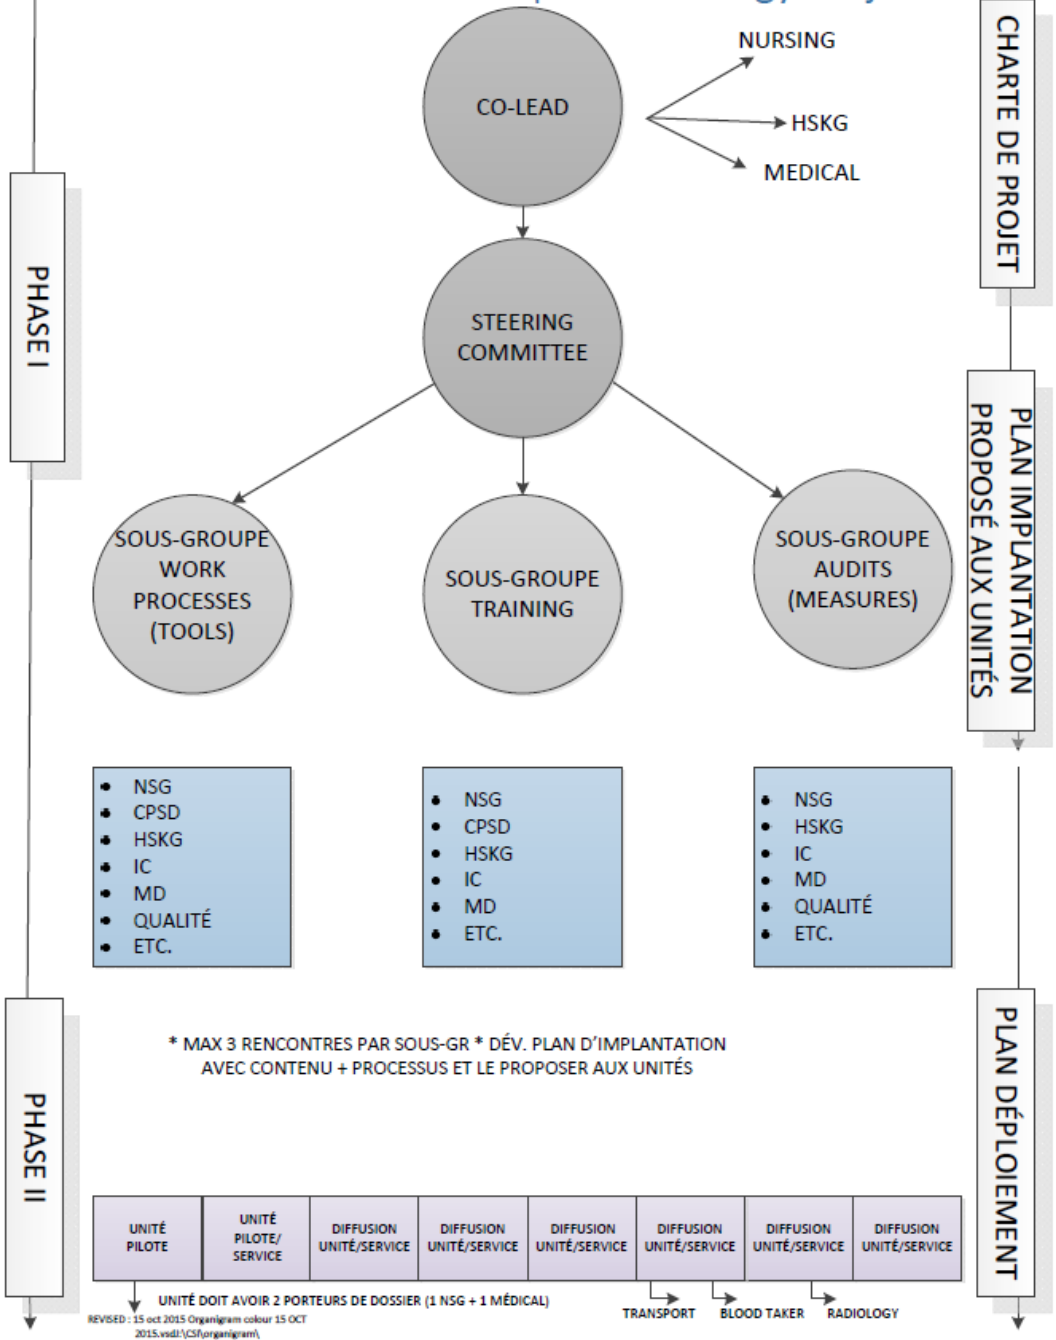 NURSING
CO-LEAD
HSKG
MEDICAL
CHARTE DE PROJET
PHASE I
STEERING
COMMITTEE
PLAN IMPLANTATION
PROPOSÉ AUX UNITÉS
SOUS-GROUPE
WORK
PROCESSES
(TOOLS)
SOUS-GROUPE
TRAINING
SOUS-GROUPE
AUDITS
(MEASURES)
• NSG
• CPSD
• HSKG
• IC
• MD
• QUALITÉ
• ETC.
• NSG
• CPSD
• HSKG
• IC
• MD
• ETC.
• NSG
• HSKG
• IC
• MD
• QUALITÉ
• ETC.
PHASE II
PLAN DÉPLOIEMENT
* MAX 3 RENCONTRES PAR SOUS-GR * DÉV. PLAN D'IMPLANTATION
AVEC CONTENU + PROCESSUS ET LE PROPOSER AUX UNITÉS
UNITÉ
PILOTE
UNITÉ
PILOTE/
SERVICE
DIFFUSION
UNITÉ/SERVICE
DIFFUSION
UNITÉ/SERVICE
DIFFUSION
UNITÉ/SERVICE
DIFFUSION
UNITÉ/SERVICE
DIFFUSION
UNITÉ/SERVICE
DIFFUSION
UNITÉ/SERVICE
UNITÉ DOIT AVOIR 2 PORTEURS DE DOSSIER (1 NSG + 1 MÉDICAL)
TRANSPORT
BLOOD TAKER
RADIOLOGY
REVISED : 15 oct 2015 Organigram colour 15 OCT
2015.vsdJ:\CSI\organigram\